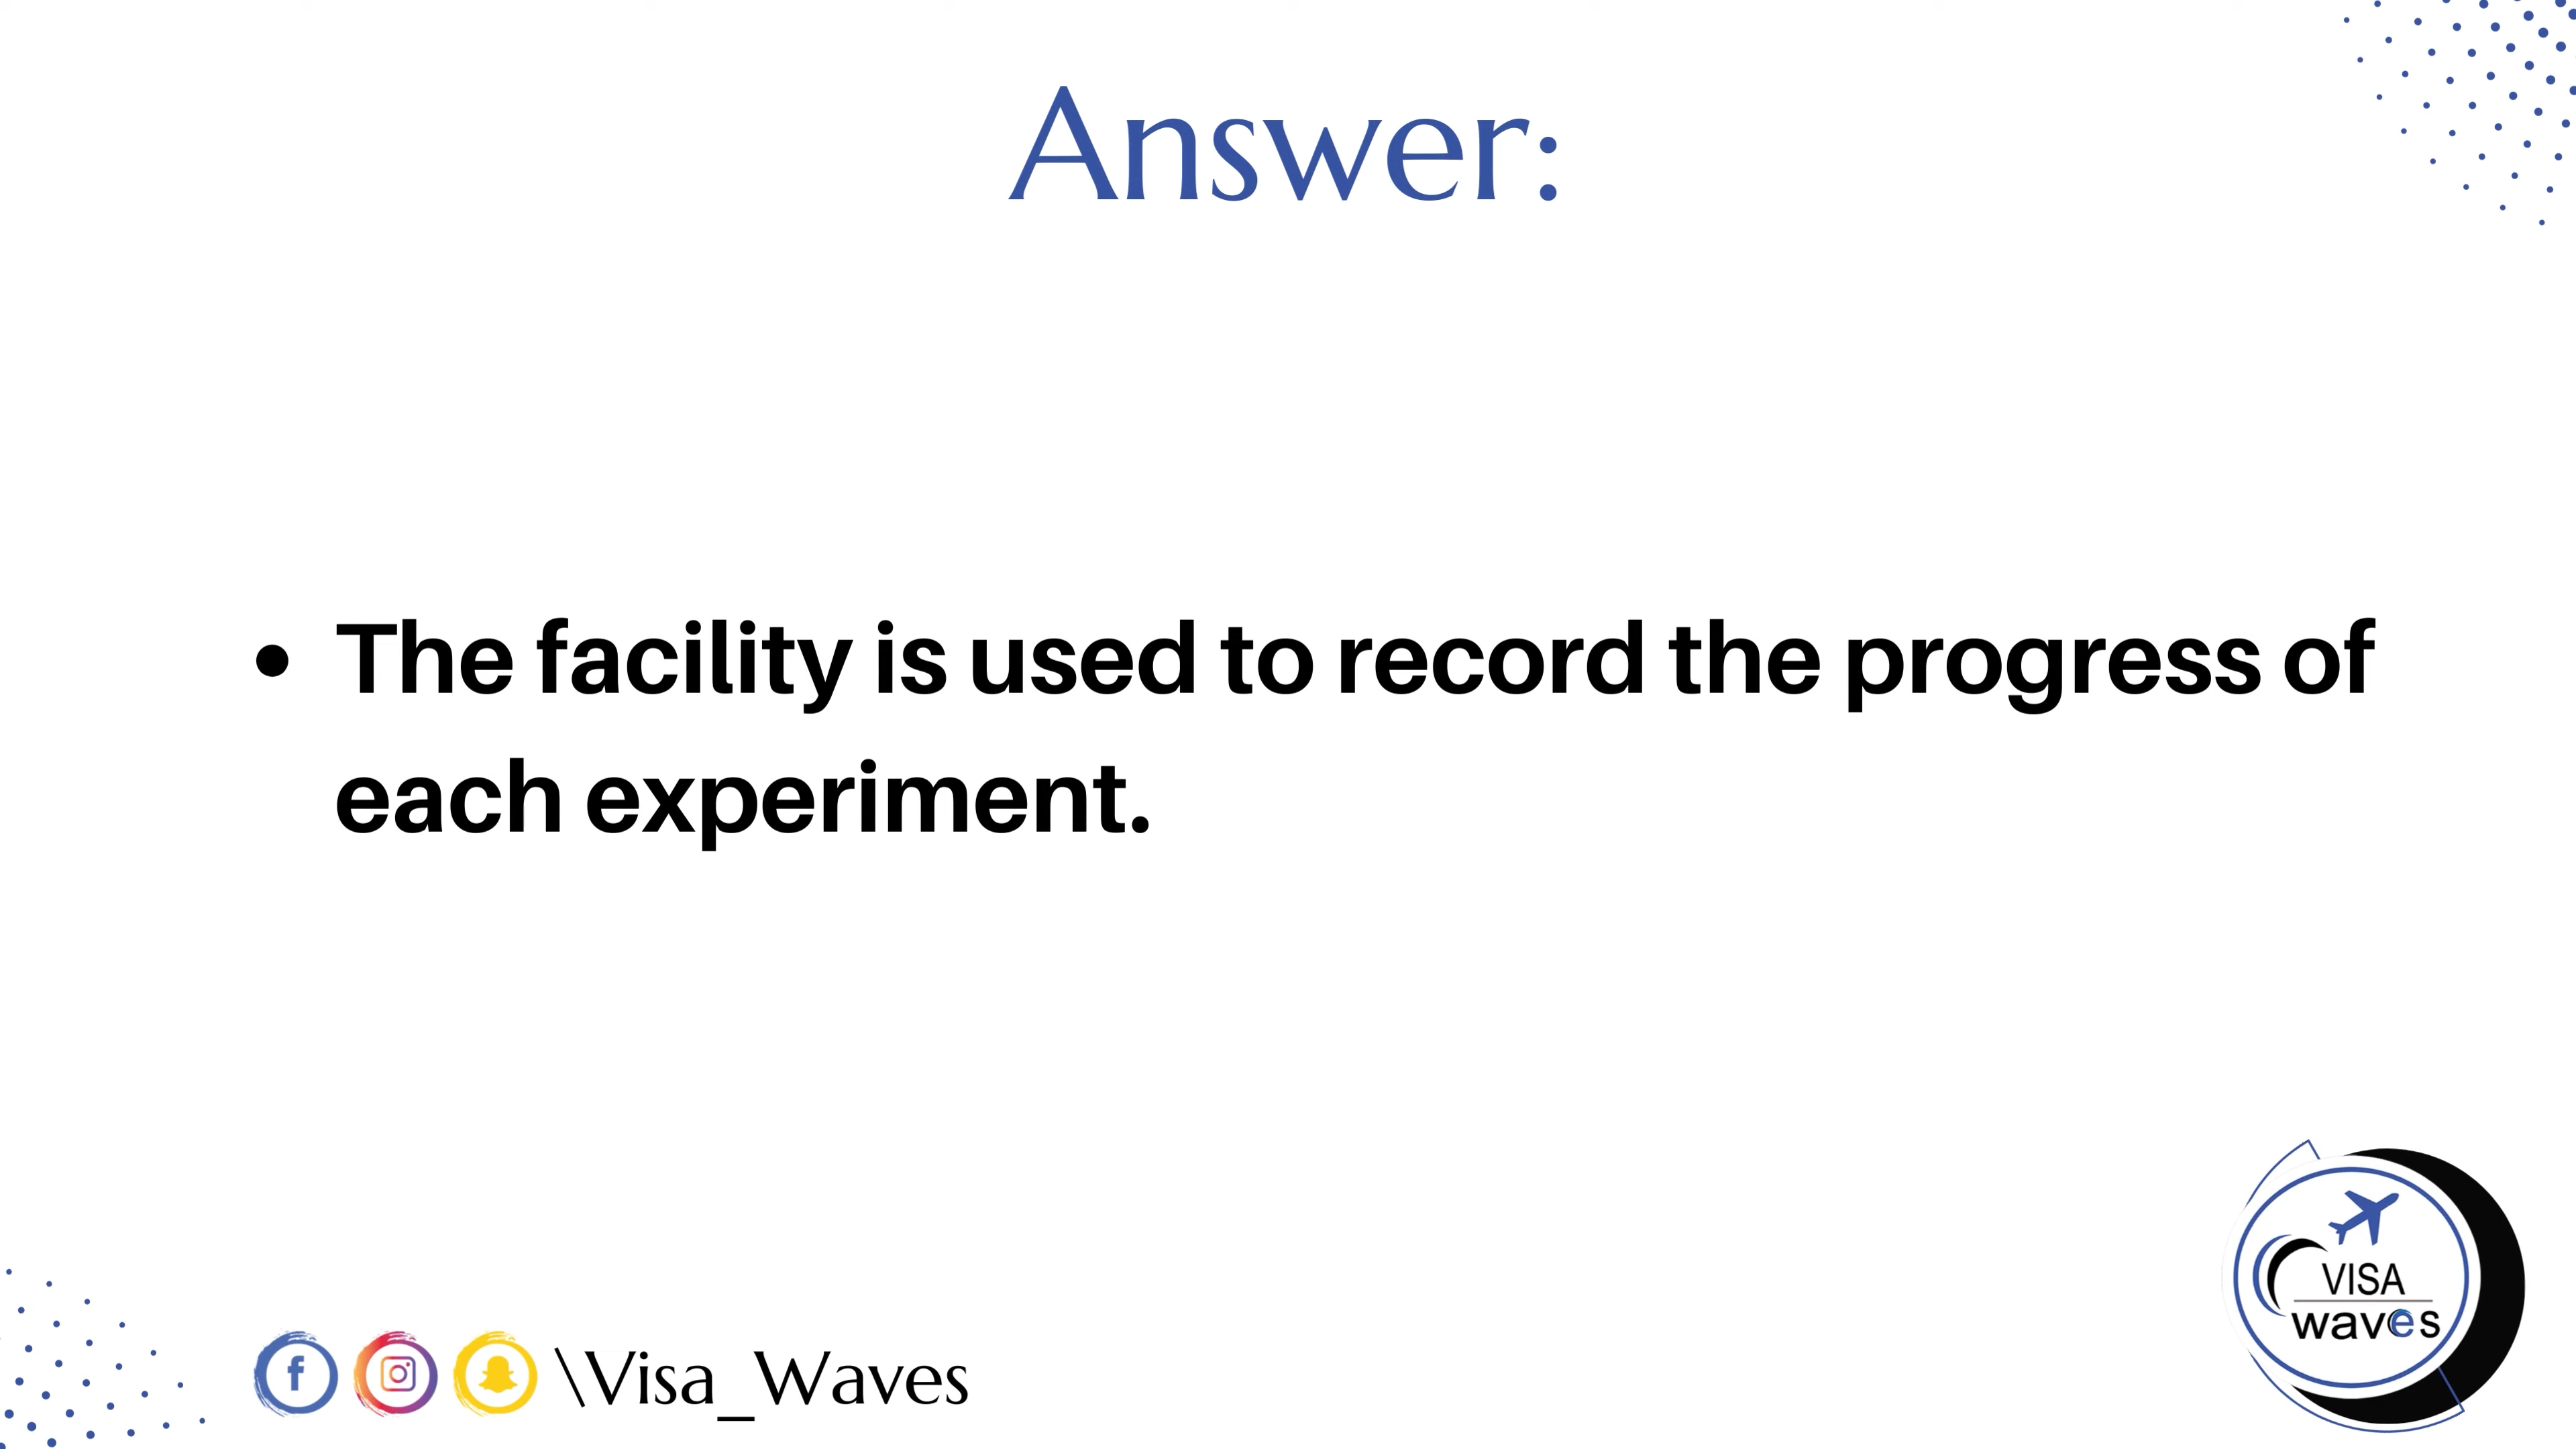 Answer:
• The facility is used to record the progress of
each experiment.
\Visa_Waves
VISA
waves